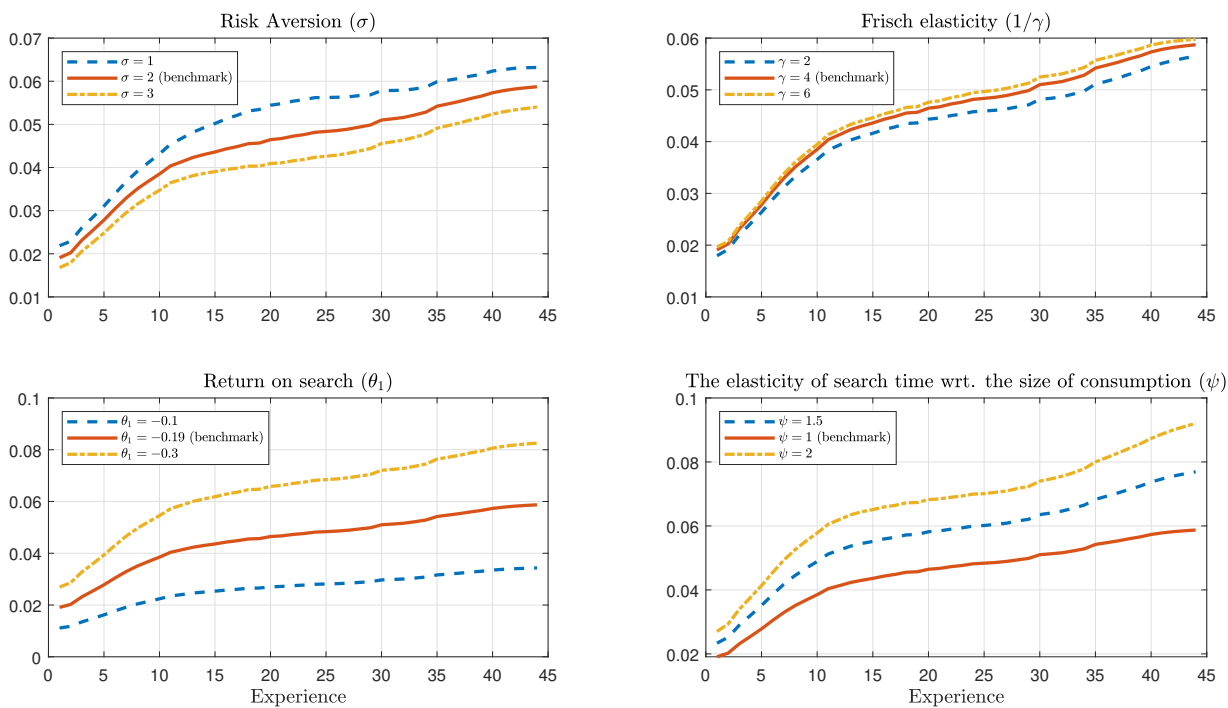 Risk Aversion (σ)
0.07
0.06
0.05
0.04
0.03
0.02
0.01
σ = 1
σ = 2 (benchmark)
σ = 3
0 5 10 15 20 25 30 35 40 45
Frisch elasticity (1/γ)
0.06
0.05
0.04
0.03
0.02
0.01
γ = 2
γ = 4 (benchmark)
γ = 6
0 5 10 15 20 25 30 35 40 45
Return on search (θ₁)
0.1
0.08
0.06
0.04
0.02
0
θ₁ = −0.1
θ₁ = −0.19 (benchmark)
θ₁ = −0.3
0 5 10 15 20 25 30 35 40 45
Experience
The elasticity of search time wrt. the size of consumption (ψ)
0.1
0.08
0.06
0.04
0.02
ψ = 1.5
ψ = 1 (benchmark)
ψ = 2
0 5 10 15 20 25 30 35 40 45
Experience